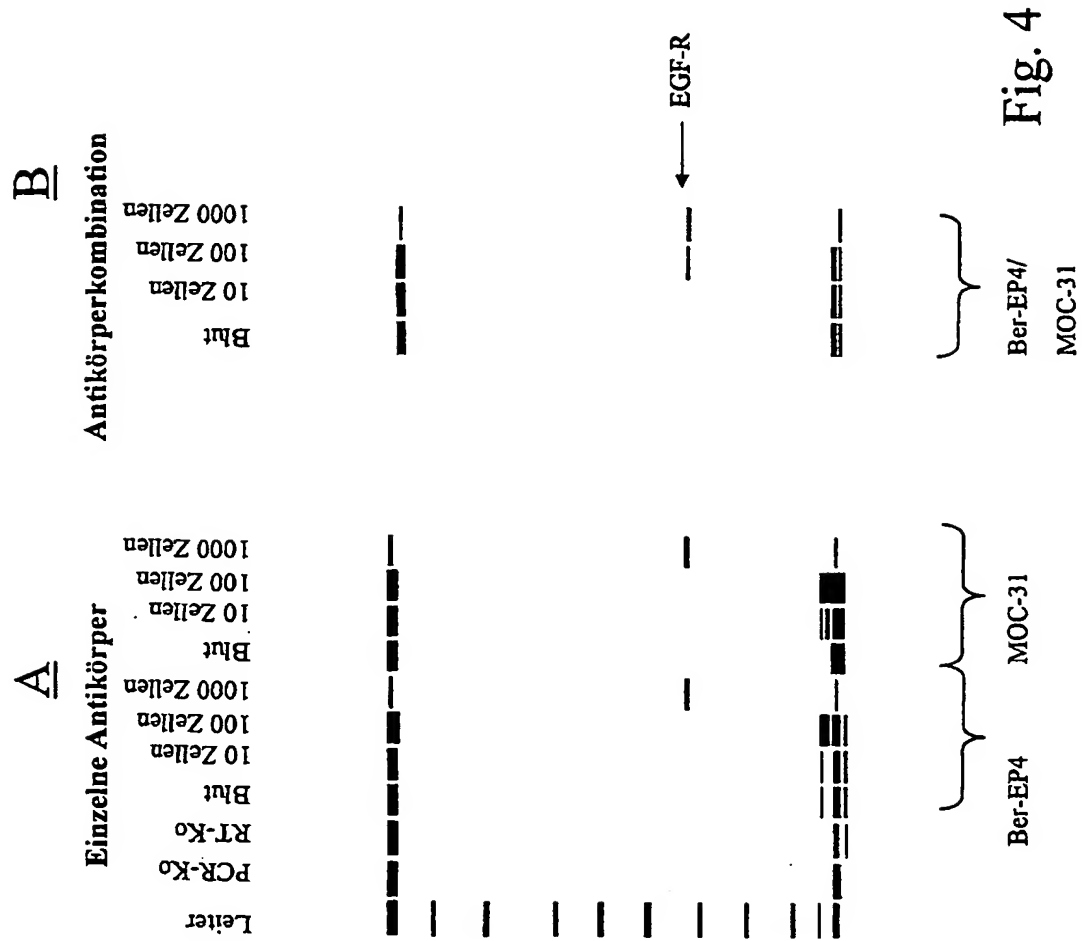 A
Einzelne Antikörper
Leiter
PCR-Ko
RT-Ko
Blut
10 Zellen
100 Zellen
1000 Zellen
Blut
10 Zellen
100 Zellen
1000 Zellen
Ber-EP4
MOC-31
B
Antikörperkombination
Blut
10 Zellen
100 Zellen
1000 Zellen
EGF-R
Ber-EP4/
MOC-31
Fig. 4